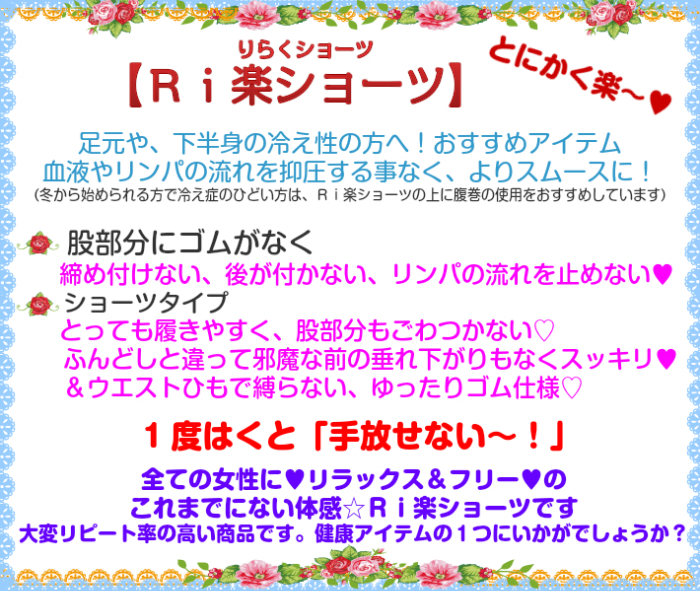 りらくショーツ
【Ｒｉ楽ショーツ】
とにかく楽～♥
足元や、下半身の冷え性の方へ！おすすめアイテム
血液やリンパの流れを抑圧する事なく、よりスムースに！
(冬から始められる方で冷え症のひどい方は、Ｒｉ楽ショーツの上に腹巻の使用をおすすめしています)
股部分にゴムがなく
締め付けない、後が付かない、リンパの流れを止めない♥
ショーツタイプ
とっても履きやすく、股部分もごわつかない♡
ふんどしと違って邪魔な前の垂れ下がりもなくスッキリ♥
＆ウエストひもで縛らない、ゆったりゴム仕様♡
１度はくと「手放せない～！」
全ての女性に♥リラックス＆フリー♥の
これまでにない体感☆Ｒｉ楽ショーツです
大変リピート率の高い商品です。健康アイテムの１つにいかがでしょうか？